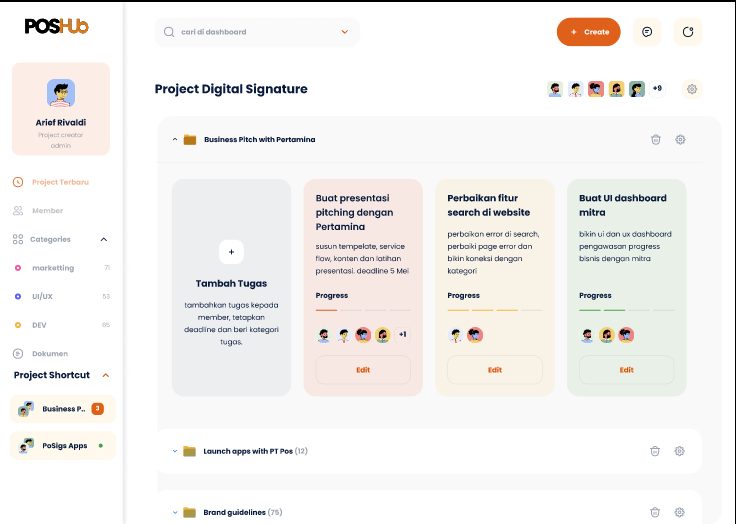 POSHub
cari di dashboard
+ Create
Project Digital Signature
+9
Arief Rivaldi
Project creator
admin
Project Terbaru
Member
Categories
marketting 71
UI/UX 53
DEV 65
Dokumen
Project Shortcut
Business P.. 3
PoSigs Apps
Business Pitch with Pertamina
+
Tambah Tugas
tambahkan tugas kepada
member, tetapkan
deadline dan beri kategori
tugas.
Buat presentasi
pitching dengan
Pertamina
susun tempelate, service
flow, konten dan latihan
presentasi. deadline 5 Mei
Progress
+1
Edit
Perbaikan fitur
search di website
perbaikan error di search,
perbaiki page error dan
bikin koneksi dengan
kategori
Progress
Edit
Buat UI dashboard
mitra
bikin ui dan ux dashboard
pengawasan progress
bisnis dengan mitra
Progress
Edit
Launch apps with PT Pos (12)
Brand guidelines (75)